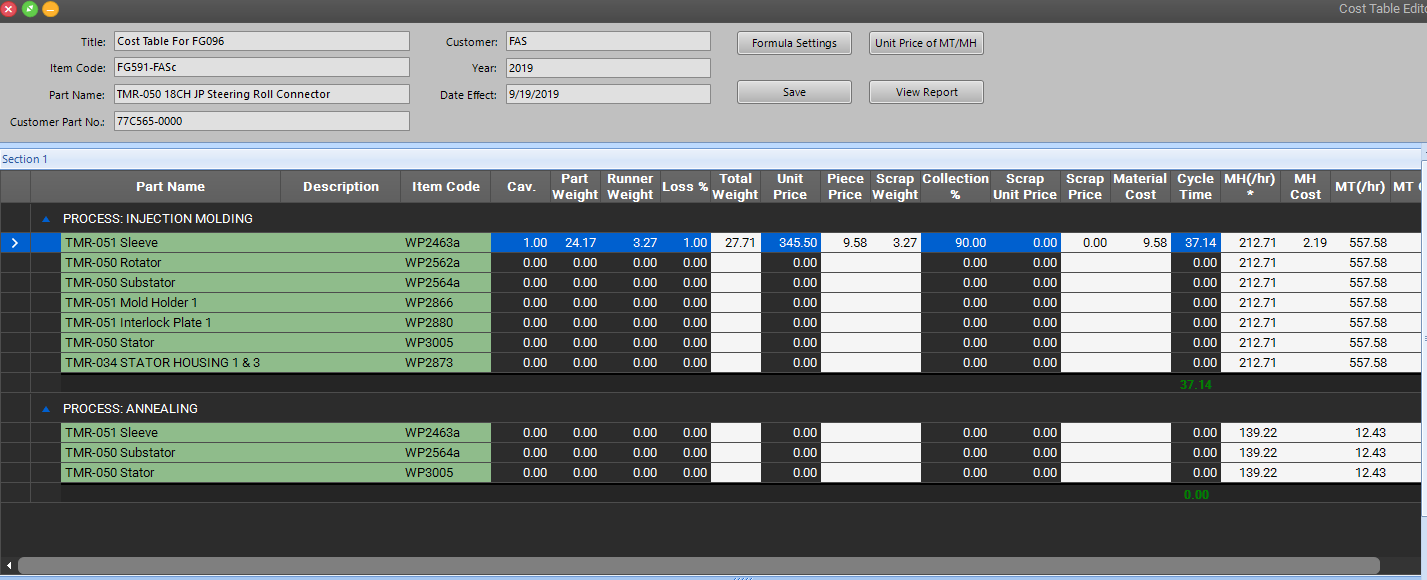 Cost Table Edito
Title: Cost Table For FG096 Customer: FAS Formula Settings Unit Price of MT/MH
Item Code: FG591-FASc Year: 2019
Part Name: TMR-050 18CH JP Steering Roll Connector Date Effect: 9/19/2019 Save View Report
Customer Part No.: 77C565-0000
Section 1
Part Name Description Item Code Cav. Part Weight Runner Weight Loss % Total Weight Unit Price Piece Price Scrap Weight Collection % Scrap Unit Price Scrap Price Material Cost Cycle Time MH(/hr) * MH Cost MT(/hr) MT C
PROCESS: INJECTION MOLDING
TMR-051 Sleeve WP2463a 1.00 24.17 3.27 1.00 27.71 345.50 9.58 3.27 90.00 0.00 0.00 9.58 37.14 212.71 2.19 557.58
TMR-050 Rotator WP2562a 0.00 0.00 0.00 0.00 0.00 0.00 0.00 0.00 212.71 557.58
TMR-050 Substator WP2564a 0.00 0.00 0.00 0.00 0.00 0.00 0.00 0.00 212.71 557.58
TMR-051 Mold Holder 1 WP2866 0.00 0.00 0.00 0.00 0.00 0.00 0.00 0.00 212.71 557.58
TMR-051 Interlock Plate 1 WP2880 0.00 0.00 0.00 0.00 0.00 0.00 0.00 0.00 212.71 557.58
TMR-050 Stator WP3005 0.00 0.00 0.00 0.00 0.00 0.00 0.00 0.00 212.71 557.58
TMR-034 STATOR HOUSING 1 & 3 WP2873 0.00 0.00 0.00 0.00 0.00 0.00 0.00 0.00 212.71 557.58
37.14
PROCESS: ANNEALING
TMR-051 Sleeve WP2463a 0.00 0.00 0.00 0.00 0.00 0.00 0.00 0.00 139.22 12.43
TMR-050 Substator WP2564a 0.00 0.00 0.00 0.00 0.00 0.00 0.00 0.00 139.22 12.43
TMR-050 Stator WP3005 0.00 0.00 0.00 0.00 0.00 0.00 0.00 0.00 139.22 12.43
0.00